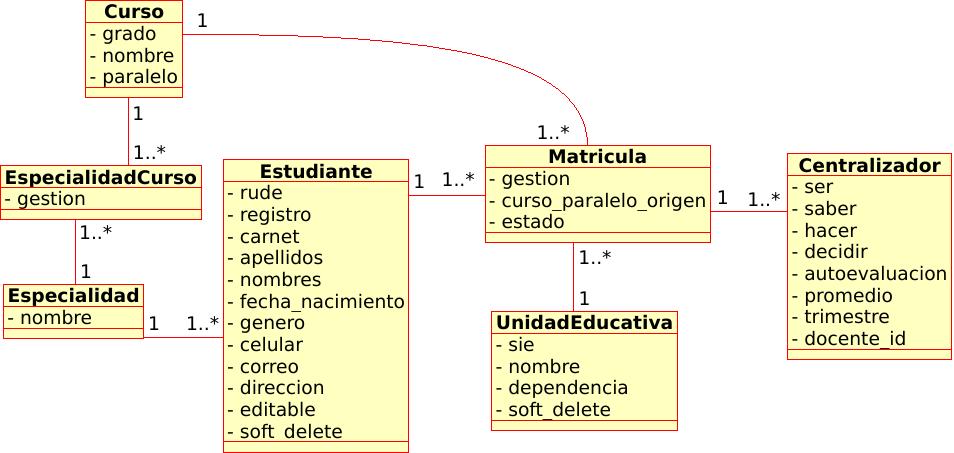 Curso
- grado
- nombre
- paralelo
1
1
1..*
1..*
EspecialidadCurso
- gestion
1..*
1
Especialidad
- nombre
1
1..*
Estudiante
- rude
- registro
- carnet
- apellidos
- nombres
- fecha_nacimiento
- genero
- celular
- correo
- direccion
- editable
- soft_delete
1
1..*
Matricula
- gestion
- curso_paralelo_origen
- estado
1
1..*
1..*
1
UnidadEducativa
- sie
- nombre
- dependencia
- soft_delete
Centralizador
- ser
- saber
- hacer
- decidir
- autoevaluacion
- promedio
- trimestre
- docente_id